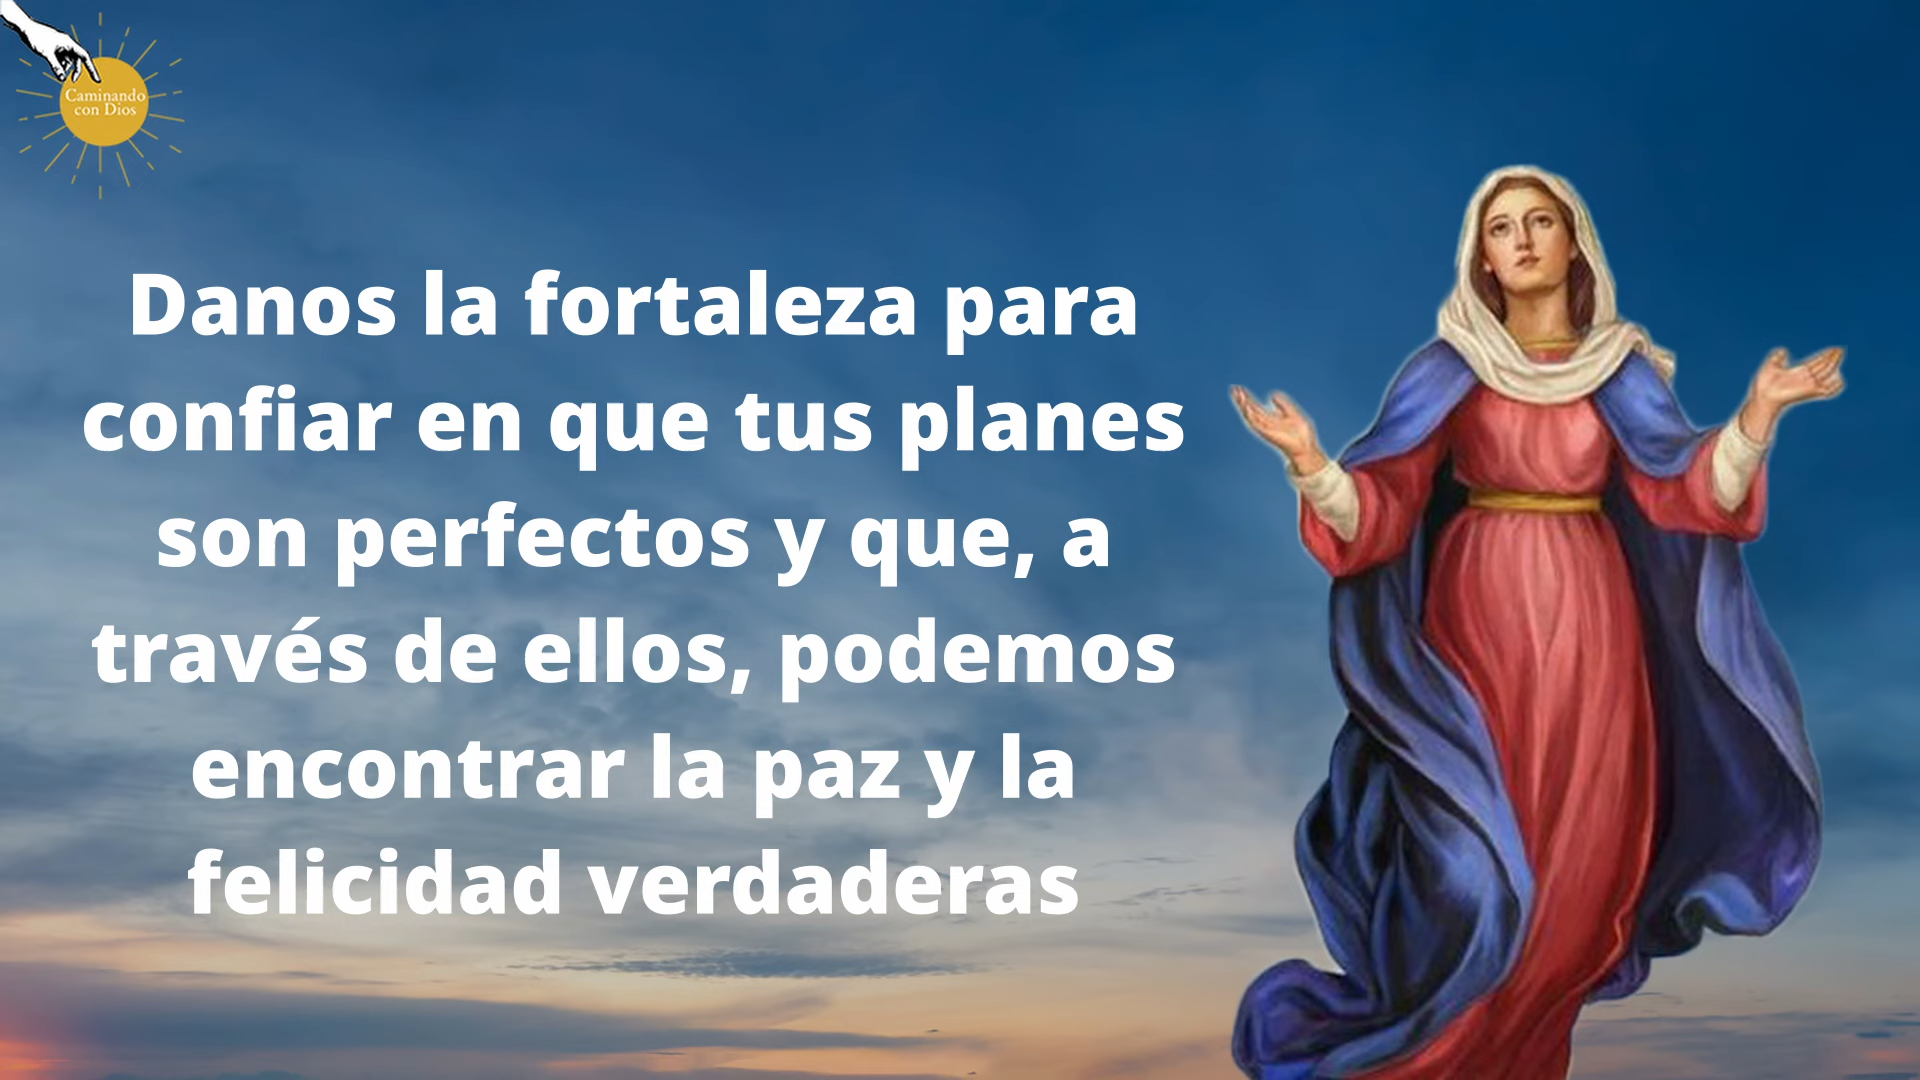 Caminando
con Dios
Danos la fortaleza para
confiar en que tus planes
son perfectos y que, a
través de ellos, podemos
encontrar la paz y la
felicidad verdaderas